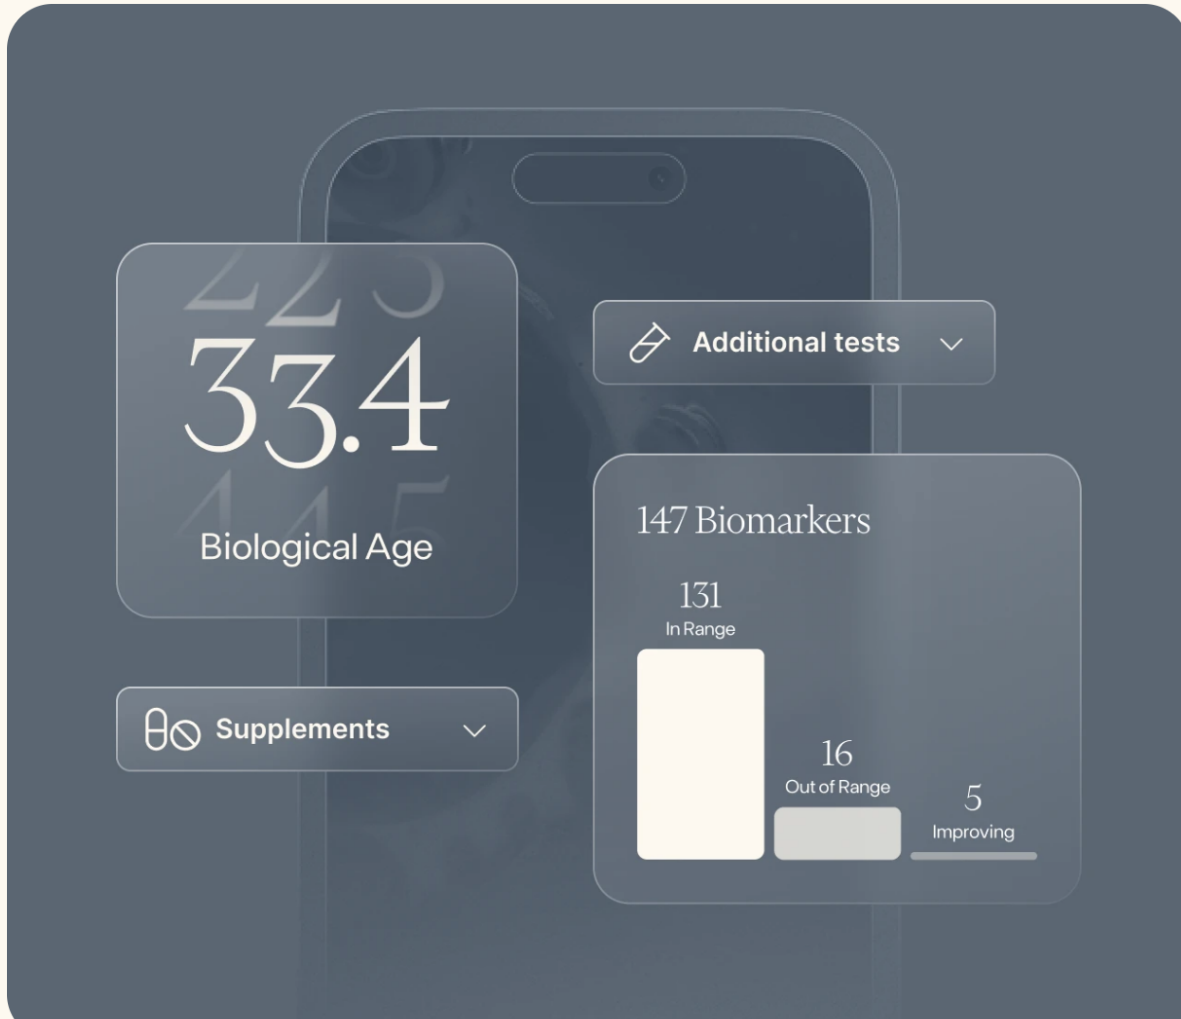 33.4
Biological Age
Additional tests
147 Biomarkers
131
In Range
16
Out of Range
5
Improving
Supplements